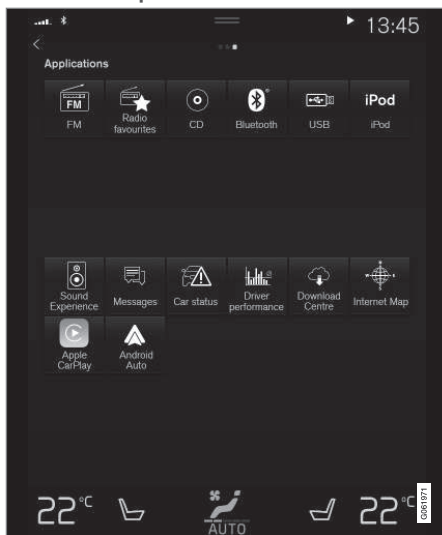 13:45
Applications
FM
FM
Radio
favourites
CD
Bluetooth
USB
iPod
iPod
Sound
Experience
Messages
Car status
Driver
performance
Download
Centre
Internet Map
Apple
CarPlay
Android
Auto
22°C
AUTO
22°C
G061971